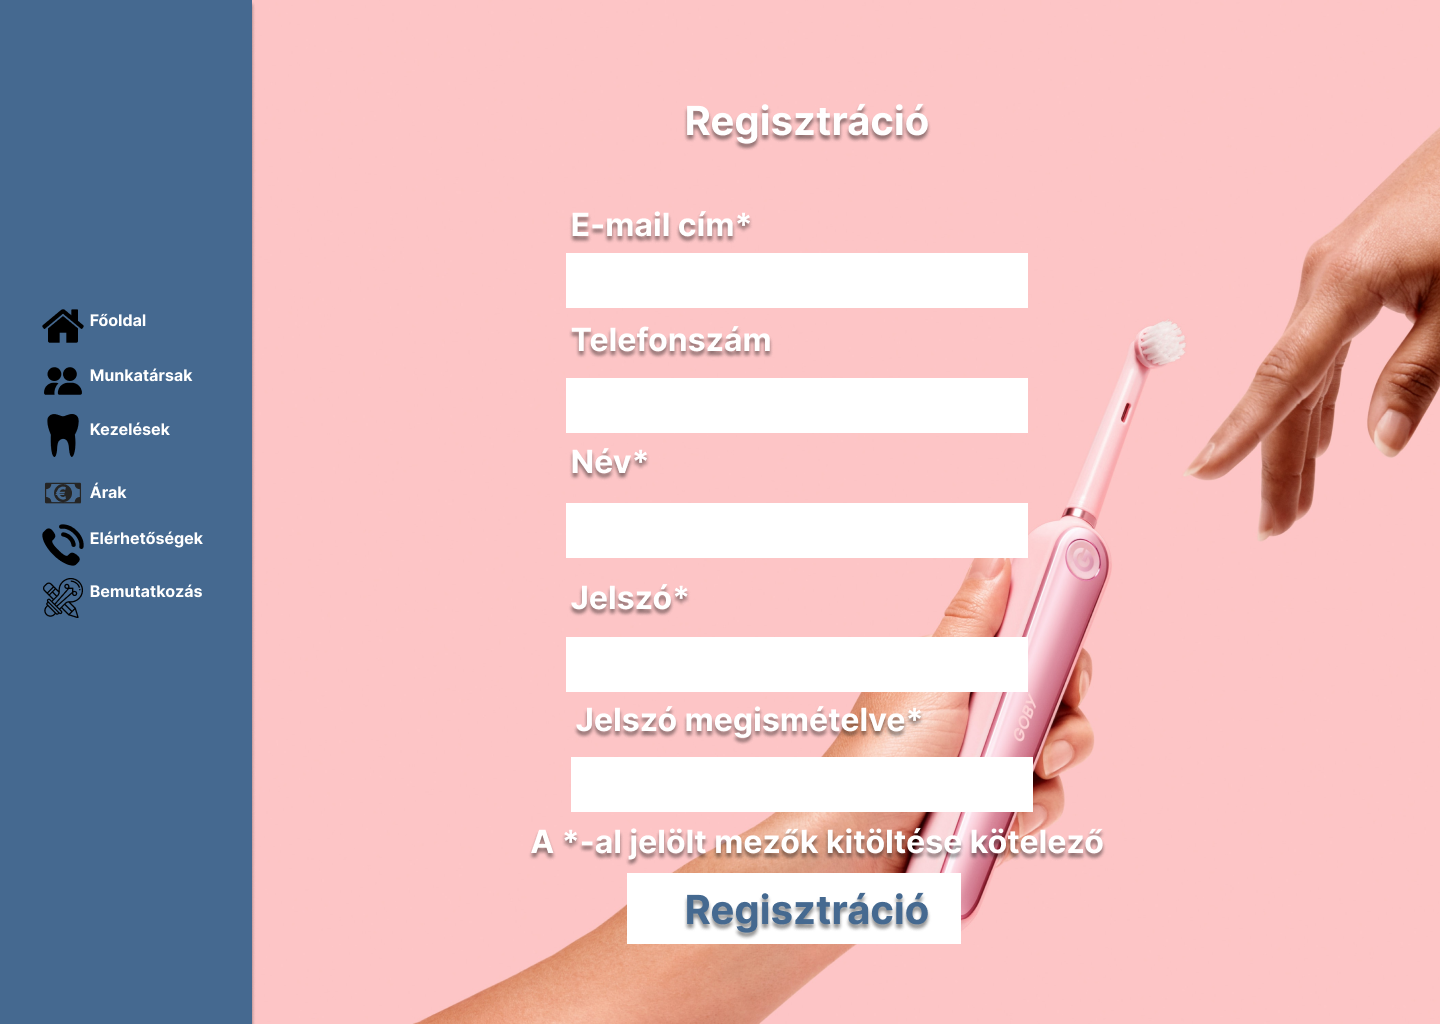 Regisztráció
E-mail cím*
Telefonszám
Név*
Jelszó*
Jelszó megismételve*
A *-al jelölt mezők kitöltése kötelező
Regisztráció
Főoldal
Munkatársak
Kezelések
€
Árak
Elérhetőségek
Bemutatkozás
GOBY